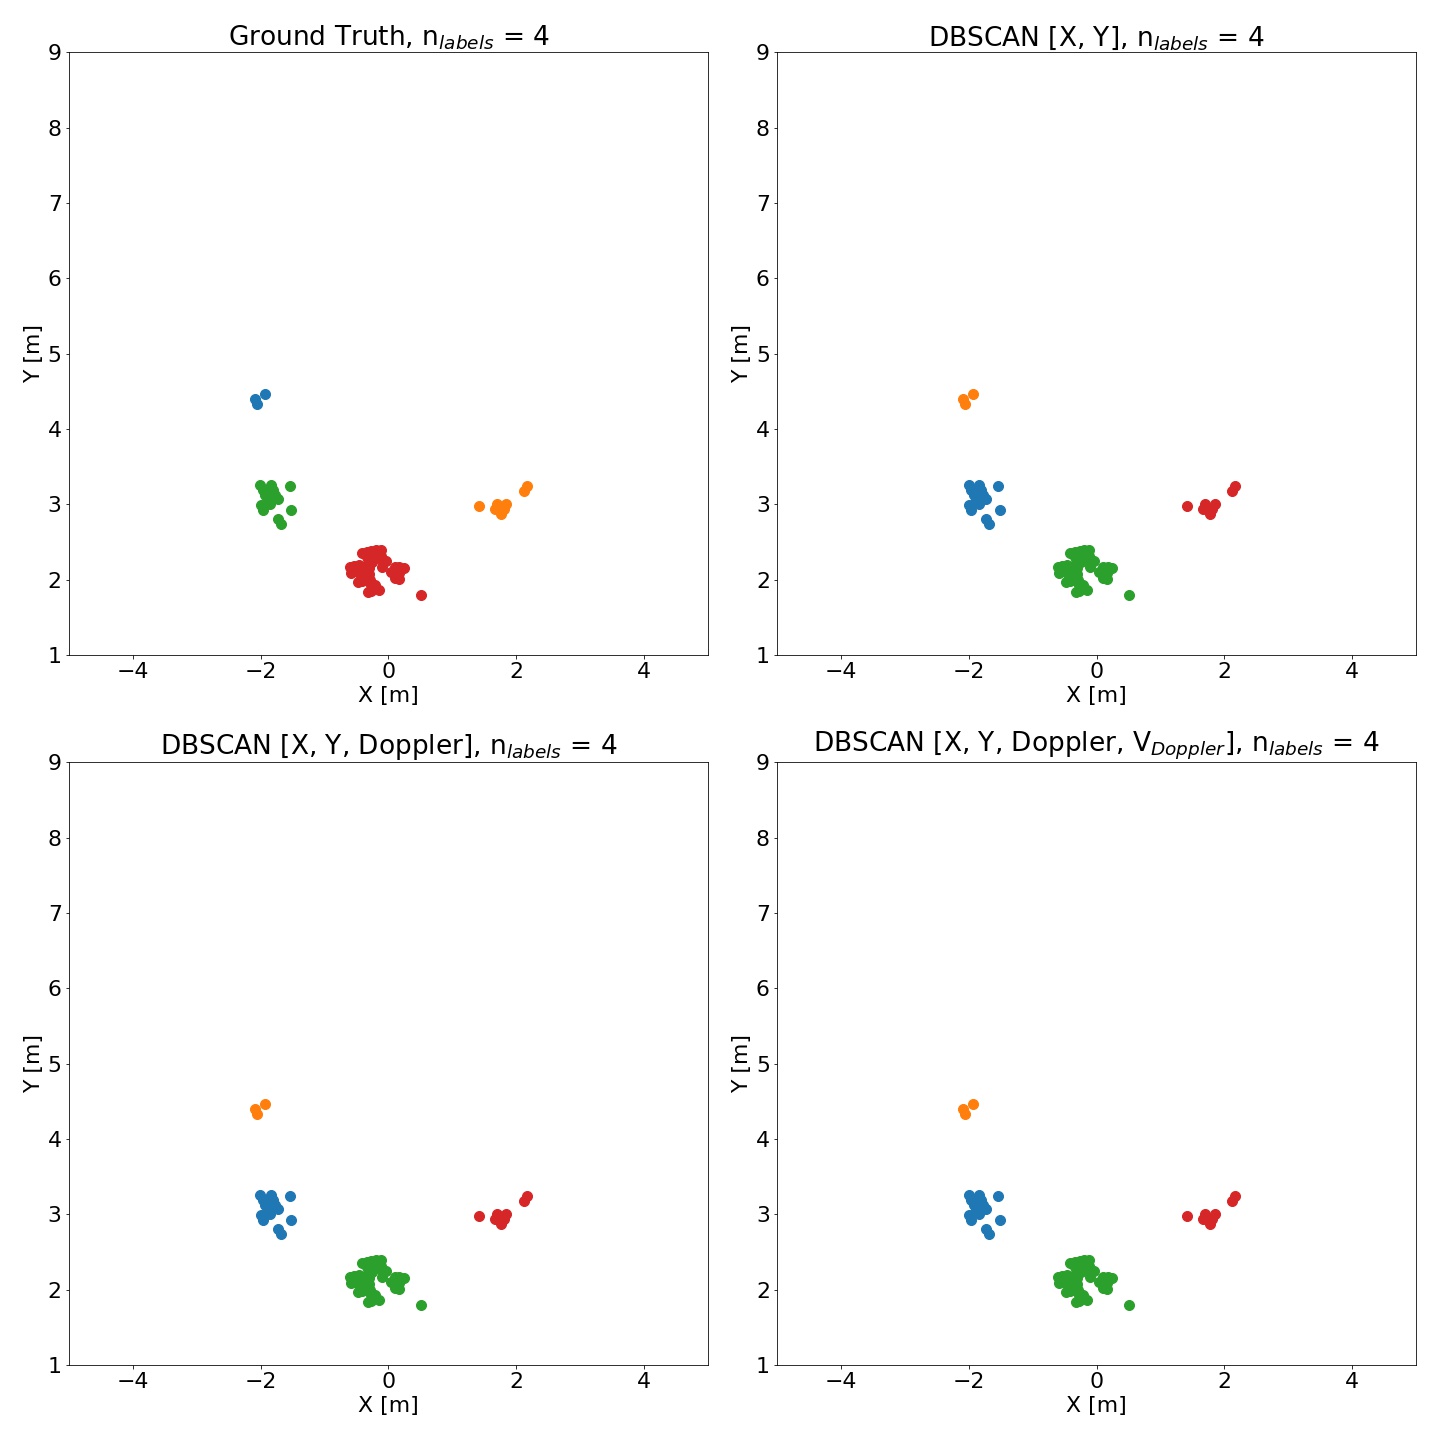 Ground Truth, n_labels = 4
9
8
7
6
5
4
3
2
1
Y [m]
−4 −2 0 2 4
X [m]
DBSCAN [X, Y], n_labels = 4
9
8
7
6
5
4
3
2
1
Y [m]
−4 −2 0 2 4
X [m]
DBSCAN [X, Y, Doppler], n_labels = 4
9
8
7
6
5
4
3
2
1
Y [m]
−4 −2 0 2 4
X [m]
DBSCAN [X, Y, Doppler, V_Doppler], n_labels = 4
9
8
7
6
5
4
3
2
1
Y [m]
−4 −2 0 2 4
X [m]